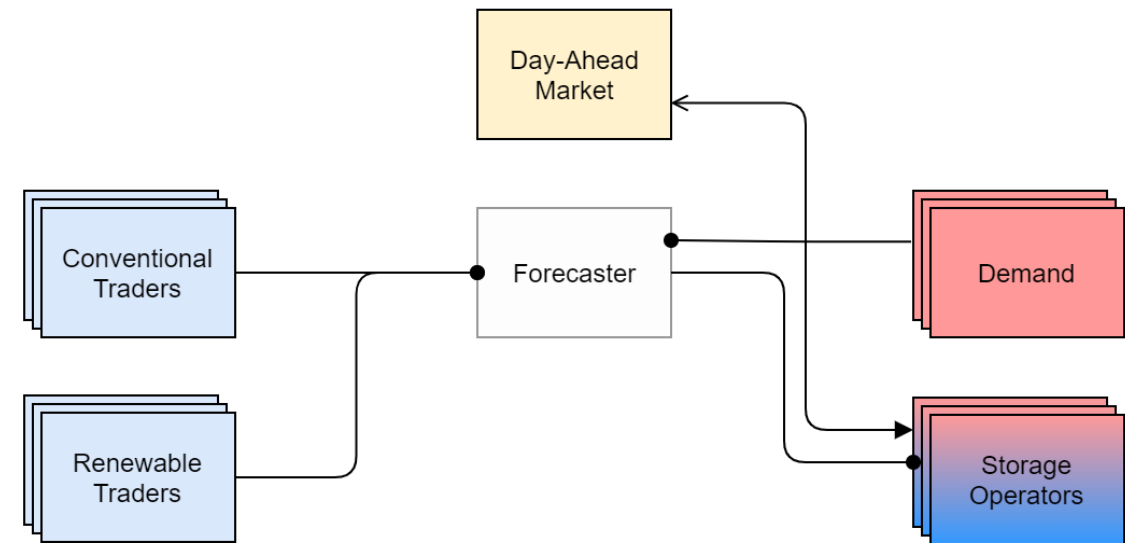 Day-Ahead
Market
Conventional
Traders
Forecaster
Demand
Renewable
Traders
Storage
Operators